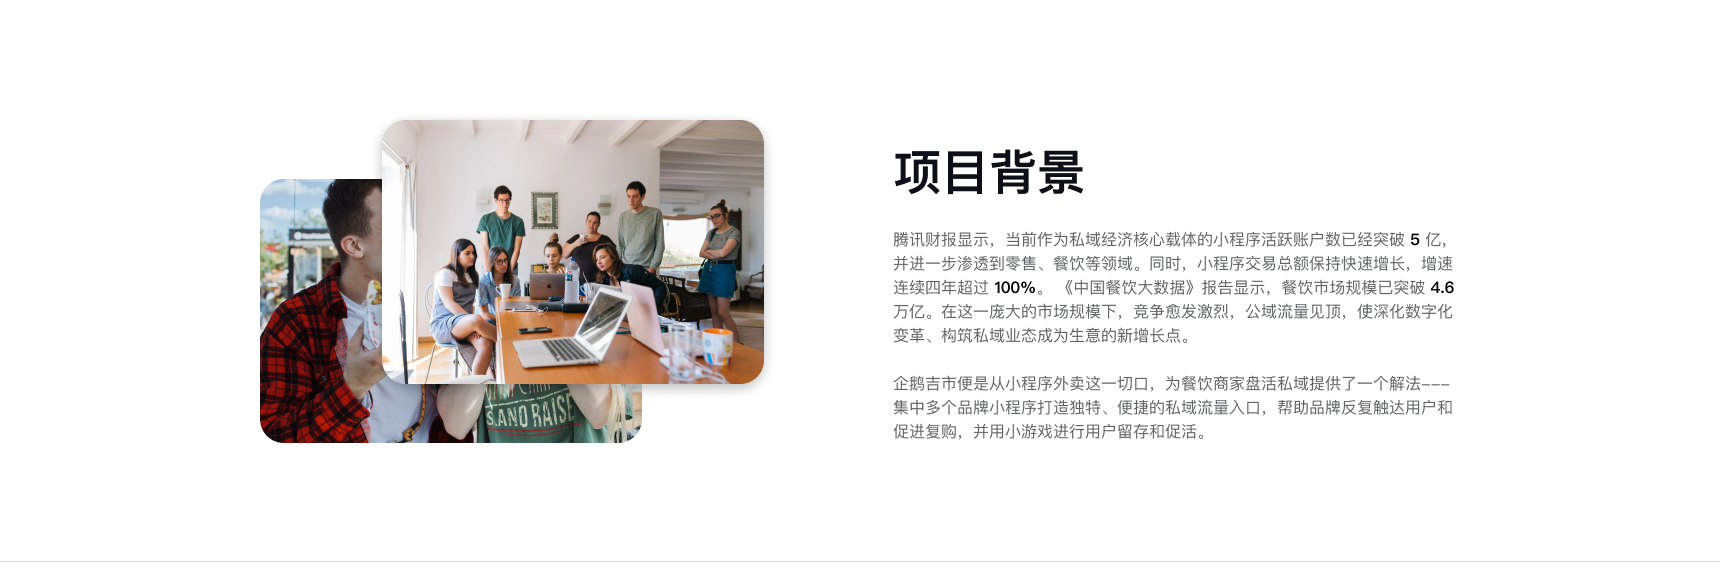 项目背景
腾讯财报显示，当前作为私域经济核心载体的小程序活跃账户数已经突破 5 亿，
并进一步渗透到零售、餐饮等领域。同时，小程序交易总额保持快速增长，增速
连续四年超过 100%。 《中国餐饮大数据》报告显示，餐饮市场规模已突破 4.6
万亿。在这一庞大的市场规模下，竞争愈发激烈，公域流量见顶，使深化数字化
变革、构筑私域业态成为生意的新增长点。
企鹅吉市便是从小程序外卖这一切口，为餐饮商家盘活私域提供了一个解法---
集中多个品牌小程序打造独特、便捷的私域流量入口，帮助品牌反复触达用户和
促进复购，并用小游戏进行用户留存和促活。
AND RAISE